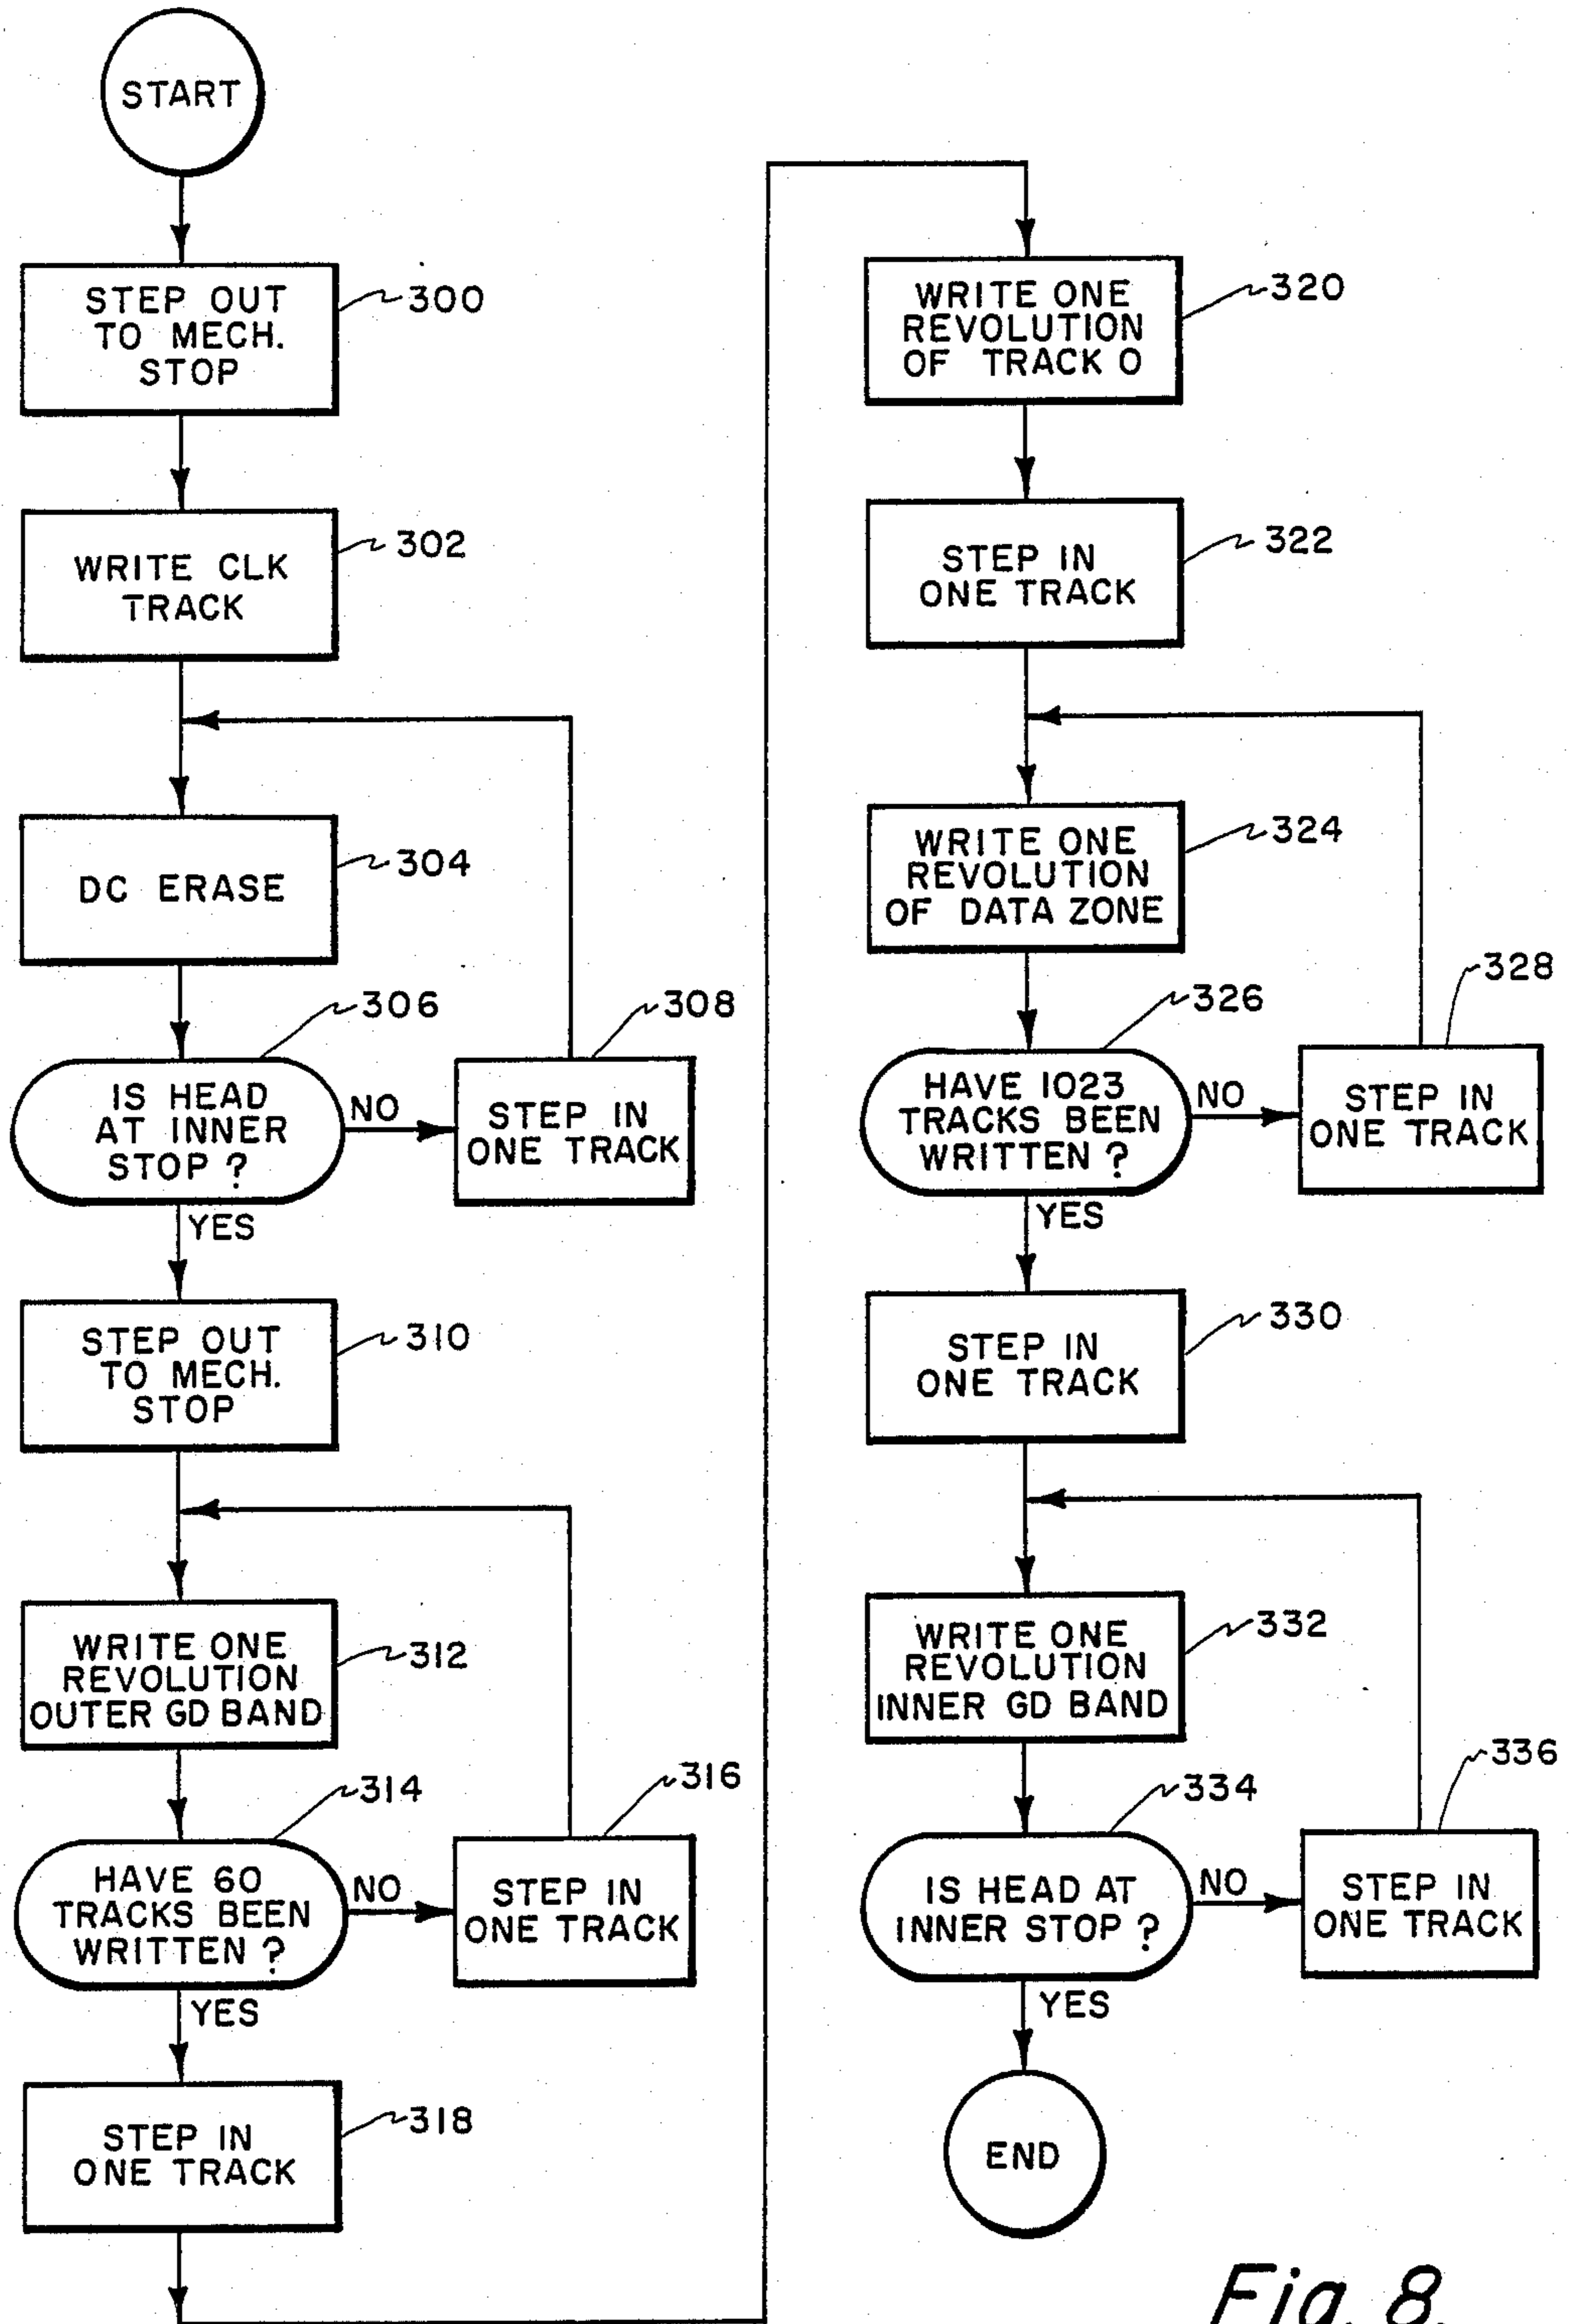 START
STEP OUT
TO MECH.
STOP
300
WRITE CLK
TRACK
302
DC ERASE
304
IS HEAD
AT INNER
STOP ?
306
NO
STEP IN
ONE TRACK
308
YES
STEP OUT
TO MECH.
STOP
310
WRITE ONE
REVOLUTION
OUTER GD BAND
312
HAVE 60
TRACKS BEEN
WRITTEN ?
314
NO
STEP IN
ONE TRACK
316
YES
STEP IN
ONE TRACK
318
WRITE ONE
REVOLUTION
OF TRACK 0
320
STEP IN
ONE TRACK
322
WRITE ONE
REVOLUTION
OF DATA ZONE
324
HAVE 1023
TRACKS BEEN
WRITTEN ?
326
NO
STEP IN
ONE TRACK
328
YES
STEP IN
ONE TRACK
330
WRITE ONE
REVOLUTION
INNER GD BAND
332
IS HEAD AT
INNER STOP ?
334
NO
STEP IN
ONE TRACK
336
YES
END
Fig. 8.